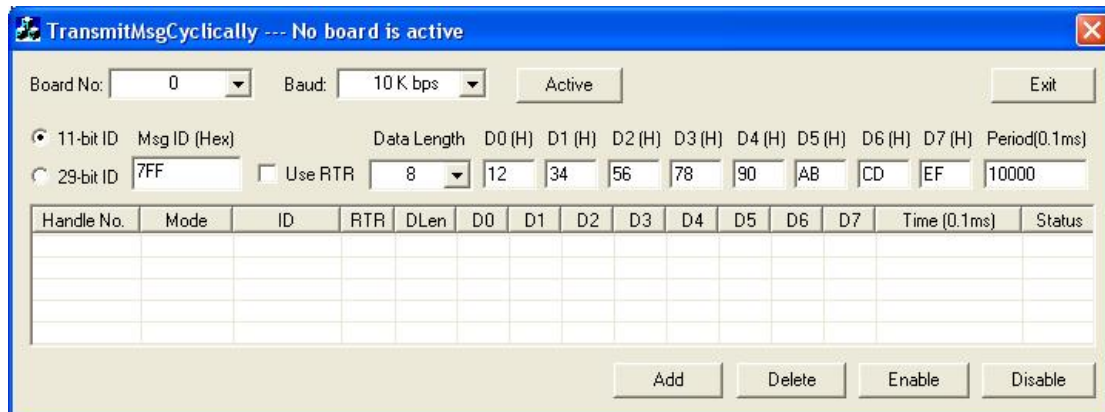 TransmitMsgCyclically --- No board is active
Board No: 0 Baud: 10 K bps Active Exit
11-bit ID Msg ID (Hex) Data Length D0 (H) D1 (H) D2 (H) D3 (H) D4 (H) D5 (H) D6 (H) D7 (H) Period(0.1ms)
29-bit ID 7FF Use RTR 8 12 34 56 78 90 AB CD EF 10000
Handle No. Mode ID RTR DLen D0 D1 D2 D3 D4 D5 D6 D7 Time (0.1ms) Status
Add Delete Enable Disable